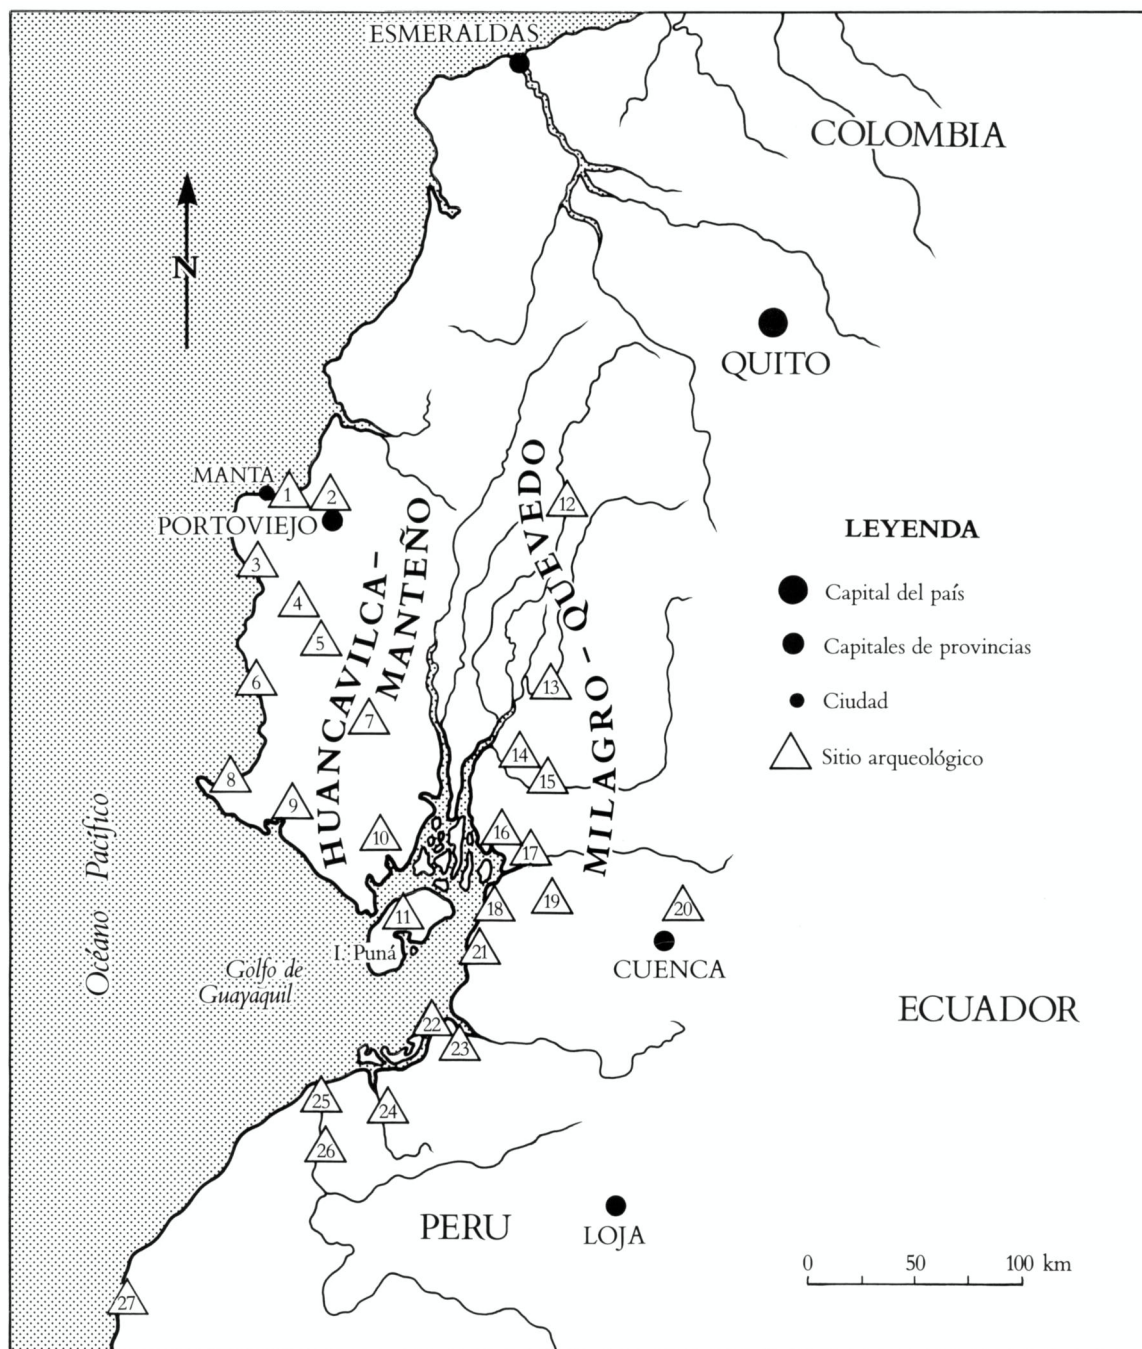 ESMERALDAS
COLOMBIA
N
QUITO
MANTA
1
2
PORTOVIEJO
3
4
5
6
7
8
9
10
11
HUANCAVILCA-
MANTEÑO
MILAGRO - QUEVEDO
12
13
14
15
16
17
18
19
20
21
LEYENDA
Capital del país
Capitales de provincias
Ciudad
Sitio arqueológico
Océano Pacífico
I. Puná
Golfo de
Guayaquil
CUENCA
ECUADOR
22
23
24
25
26
PERU
LOJA
27
0 50 100 km